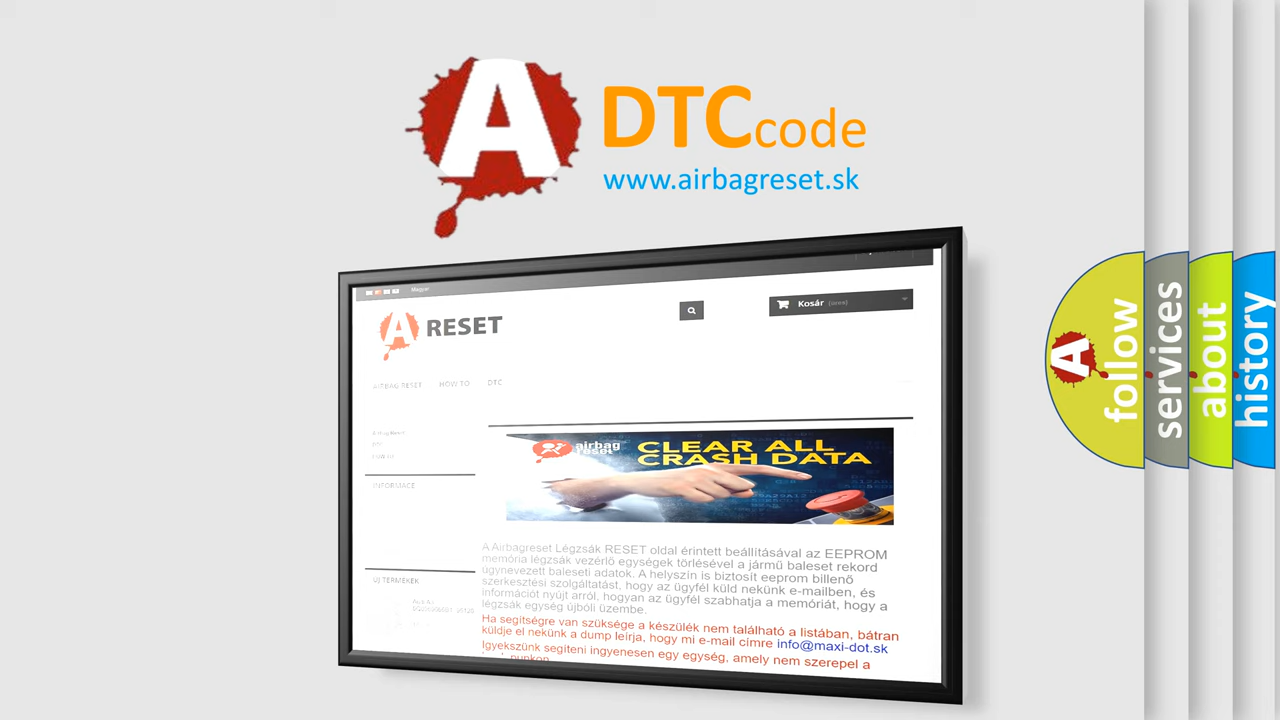 A
DTCcode
www.airbagreset.sk
Magyar
A RESET
Kosár
AIRBAG RESET HOW TO DTC
airbag reset
CLEAR ALL
CRASH DATA
INFORMACE
A Airbagreset Légzsák RESET oldal érintett beállításával az EEPROM
memória légzsák vezérlő egységek törlésével a jármű baleset rekord
úgynevezett baleseti adatok. A helyszín is biztosít eeprom billenő
szerkesztési szolgáltatást, hogy az ügyfél küld nekünk e-mailben, és
információt nyújt arról, hogyan az ügyfél szabhatja a memóriát, hogy a
légzsák egység újbóli üzembe.
ÚJ TERMÉKEK
Ha segítségre van szüksége a készülék nem található a listában, bátran
küldje el nekünk a dump leírja, hogy mi e-mail címre info@maxi-dot.sk
Igyekszünk segíteni ingyenesen egy egység, amely nem szerepel a
A
follow
services
about
history